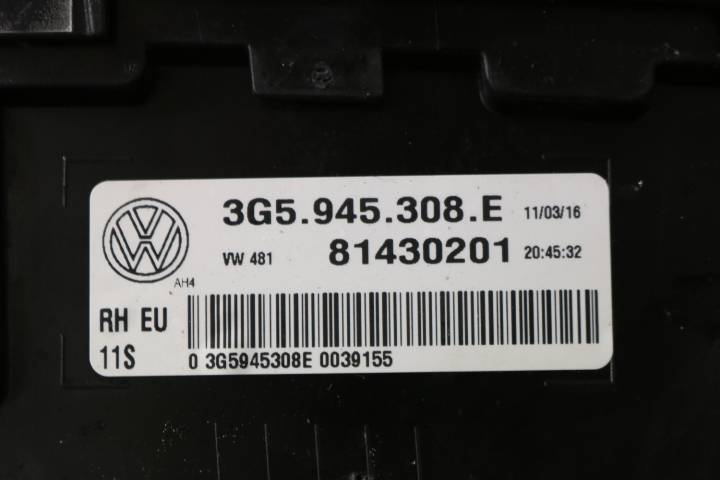 3G5.945.308.E 11/03/16
VW 481 81430201 20:45:32
AH4
RH EU
11S 0 3G5945308E 0039155